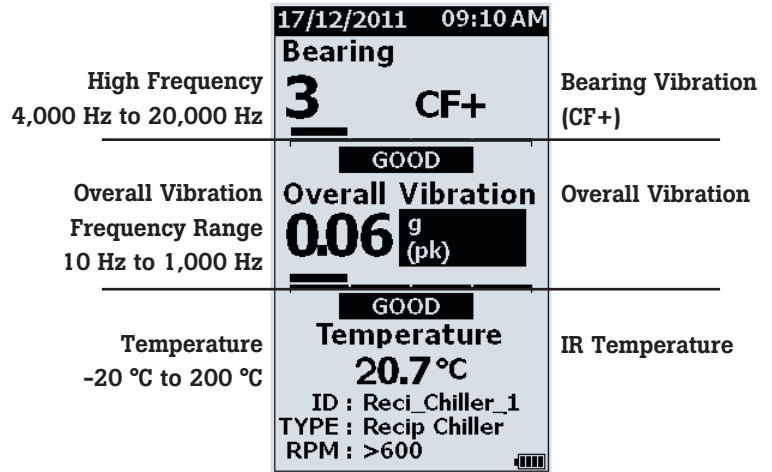 17/12/2011 09:10 AM
Bearing
3 CF+
GOOD
Overall Vibration
0.06 g
(pk)
GOOD
Temperature
20.7 °C
ID : Reci_Chiller_1
TYPE : Recip Chiller
RPM : >600
High Frequency
4,000 Hz to 20,000 Hz
Overall Vibration
Frequency Range
10 Hz to 1,000 Hz
Temperature
-20 °C to 200 °C
Bearing Vibration
(CF+)
Overall Vibration
IR Temperature